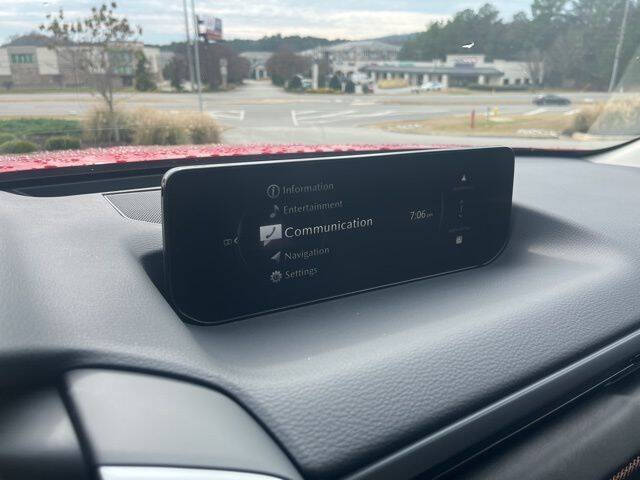 Information
Entertainment
Communication
7:06
Navigation
Settings